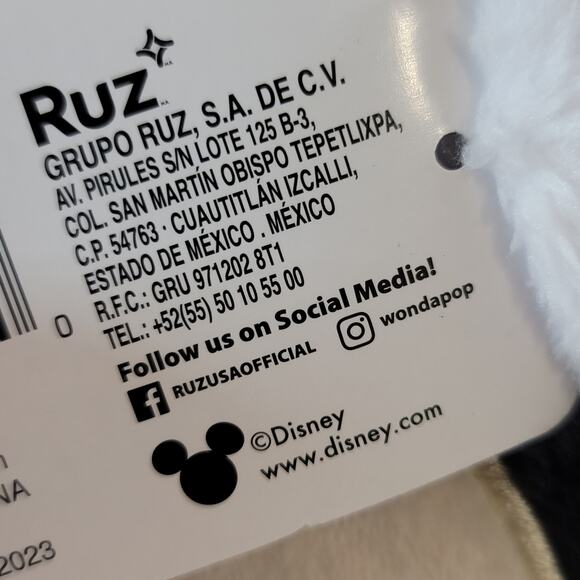 Ruz
GRUPO RUZ, S.A. DE C.V.
AV. PIRULES S/N LOTE 125 B-3,
COL. SAN MARTÍN OBISPO TEPETLIXPA,
C.P. 54763 · CUAUTITLÁN IZCALLI,
ESTADO DE MÉXICO . MÉXICO
R.F.C.: GRU 971202 8T1
TEL.: +52(55) 50 10 55 00
Follow us on Social Media!
RUZUSAOFFICIAL wondapop
©Disney
www.disney.com
0
2023